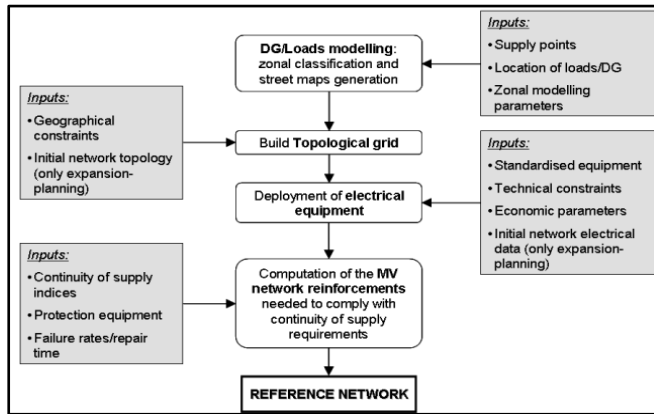 DG/Loads modelling:
zonal classification and
street maps generation
Inputs:
• Supply points
• Location of loads/DG
• Zonal modelling
parameters
Inputs:
• Geographical
constraints
• Initial network topology
(only expansion-
planning)
Build Topological grid
Inputs:
• Standardised equipment
• Technical constraints
• Economic parameters
• Initial network electrical
data (only expansion-
planning)
Deployment of electrical
equipment
Inputs:
• Continuity of supply
indices
• Protection equipment
• Failure rates/repair
time
Computation of the MV
network reinforcements
needed to comply with
continuity of supply
requirements
REFERENCE NETWORK